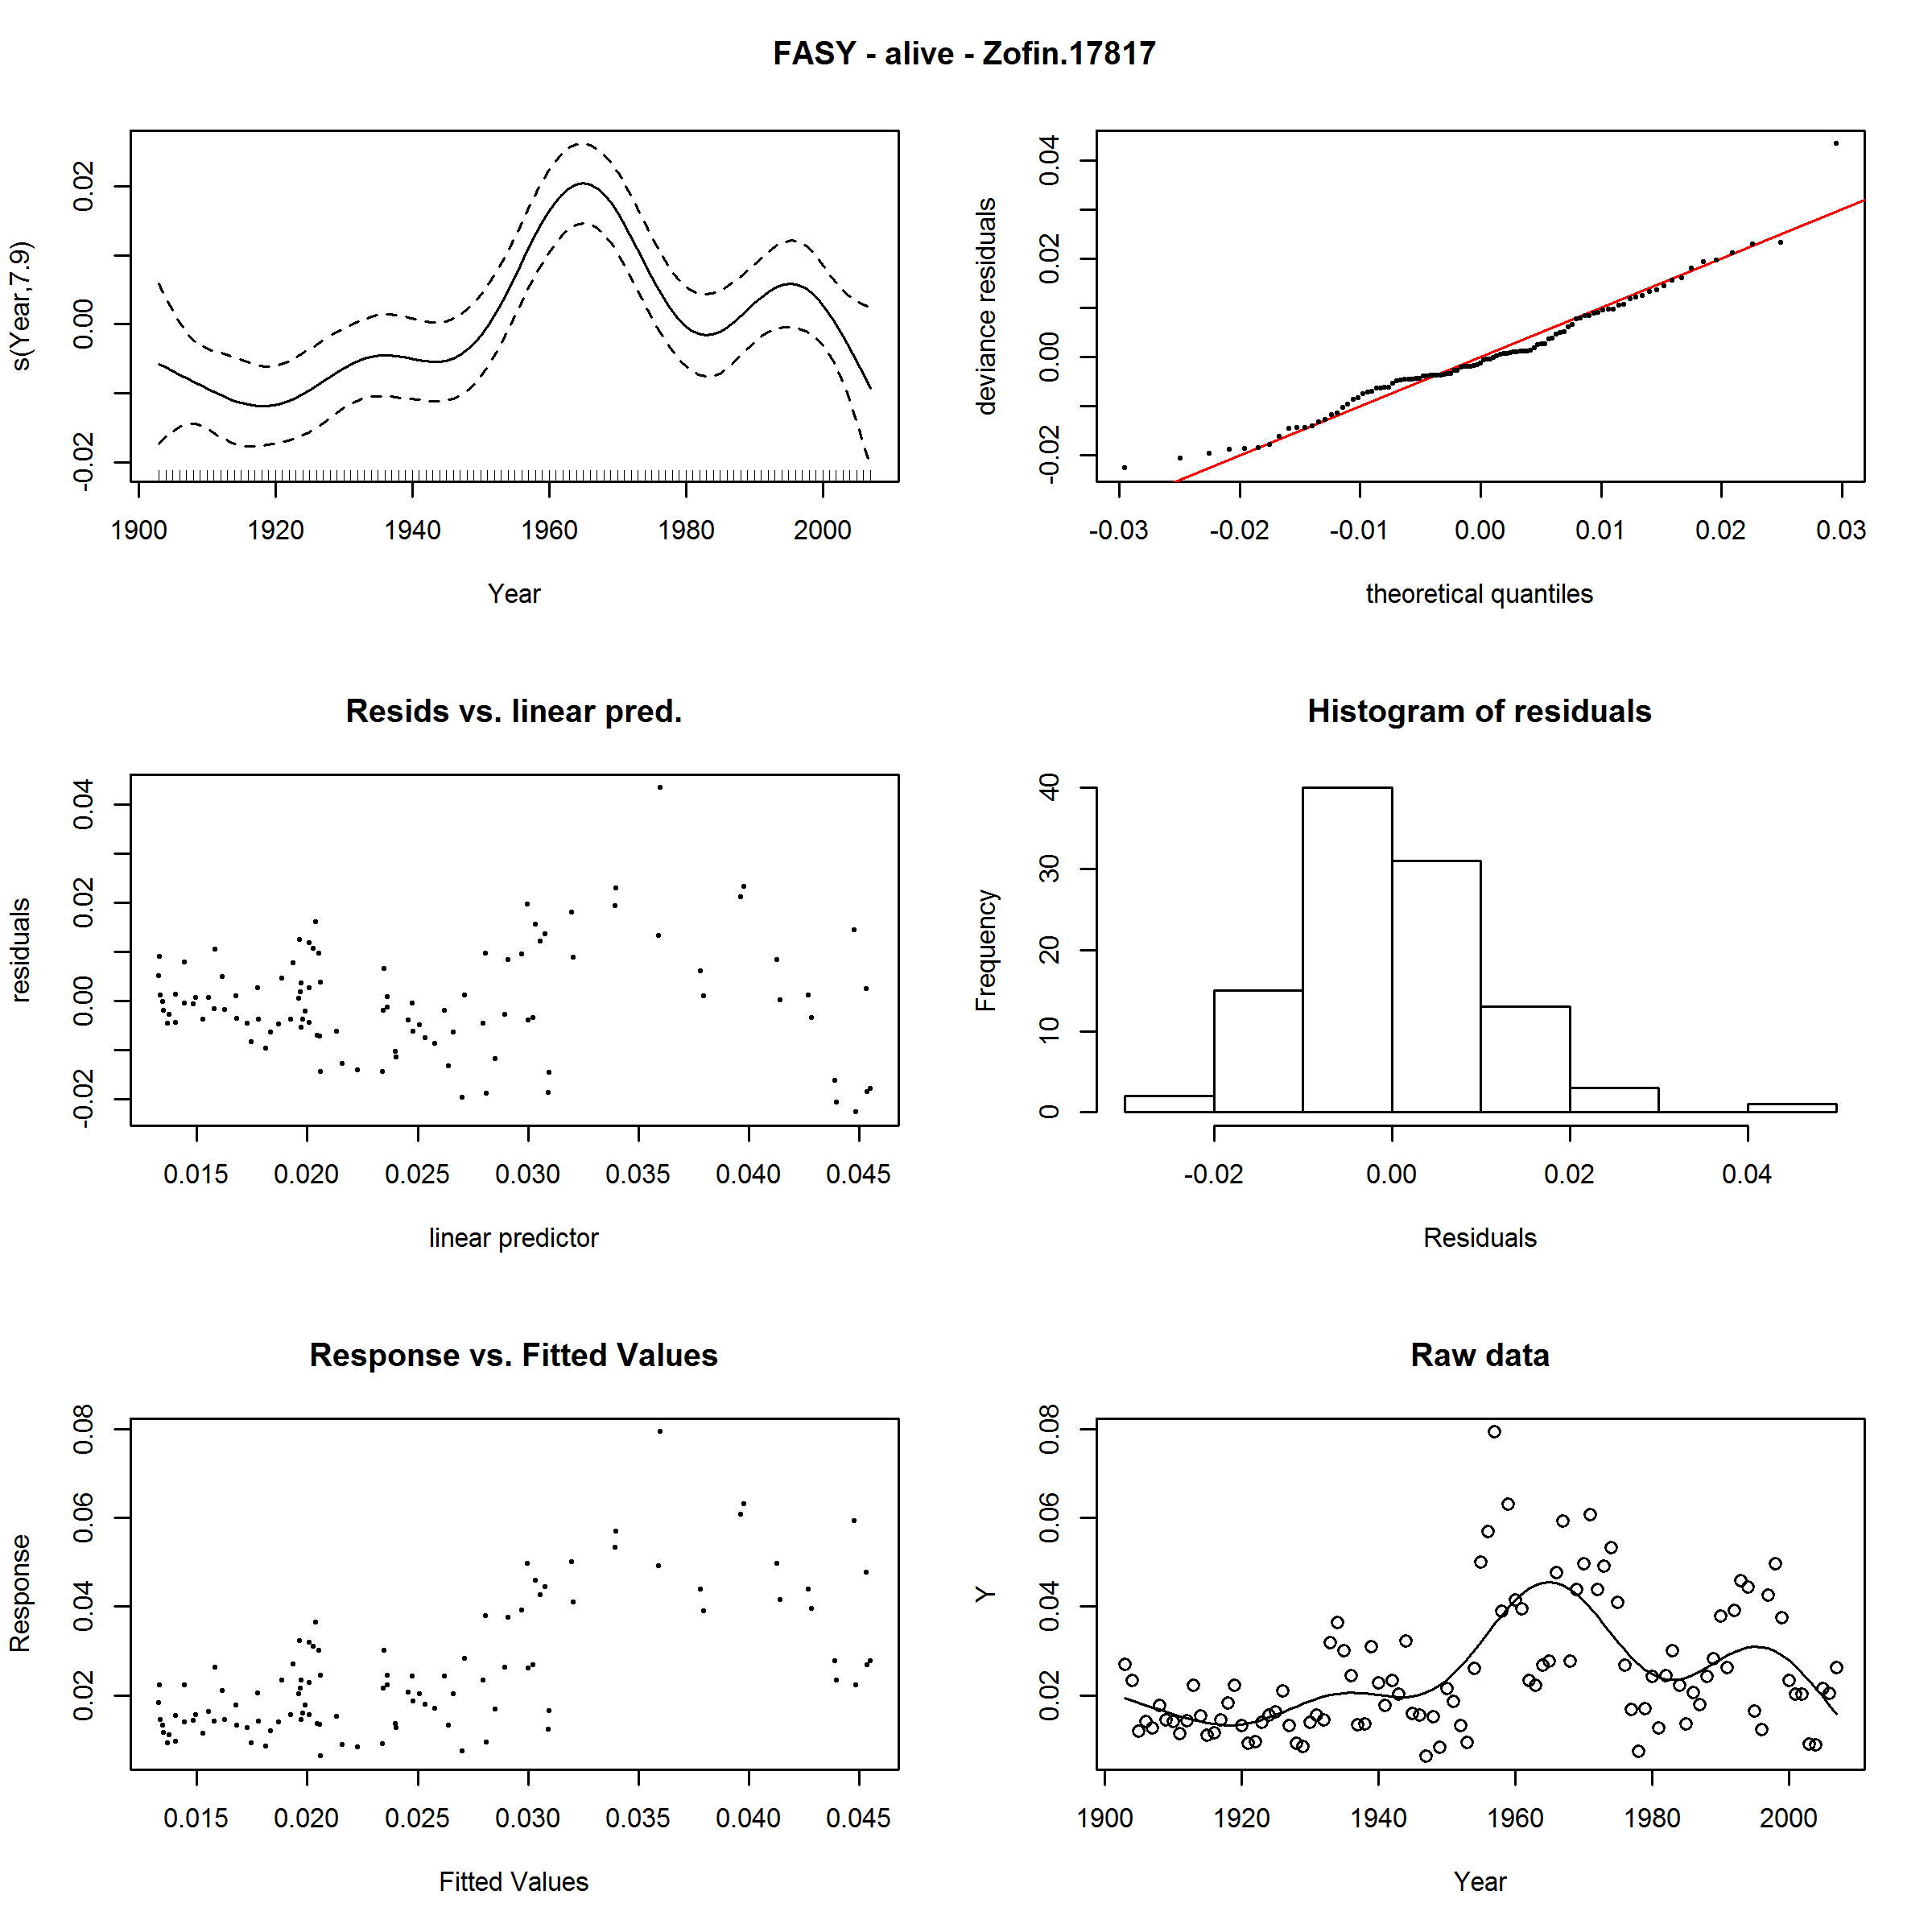 FASY - alive - Zofin.17817
s(Year,7.9)
-0.02 0.00 0.02
1900 1920 1940 1960 1980 2000
Year
deviance residuals
-0.02 0.00 0.02 0.04
-0.03 -0.02 -0.01 0.00 0.01 0.02 0.03
theoretical quantiles
Resids vs. linear pred.
residuals
-0.02 0.00 0.02 0.04
0.015 0.020 0.025 0.030 0.035 0.040 0.045
linear predictor
Histogram of residuals
Frequency
0 10 20 30 40
-0.02 0.00 0.02 0.04
Residuals
Response vs. Fitted Values
Response
0.02 0.04 0.06 0.08
0.015 0.020 0.025 0.030 0.035 0.040 0.045
Fitted Values
Raw data
Y
0.02 0.04 0.06 0.08
1900 1920 1940 1960 1980 2000
Year